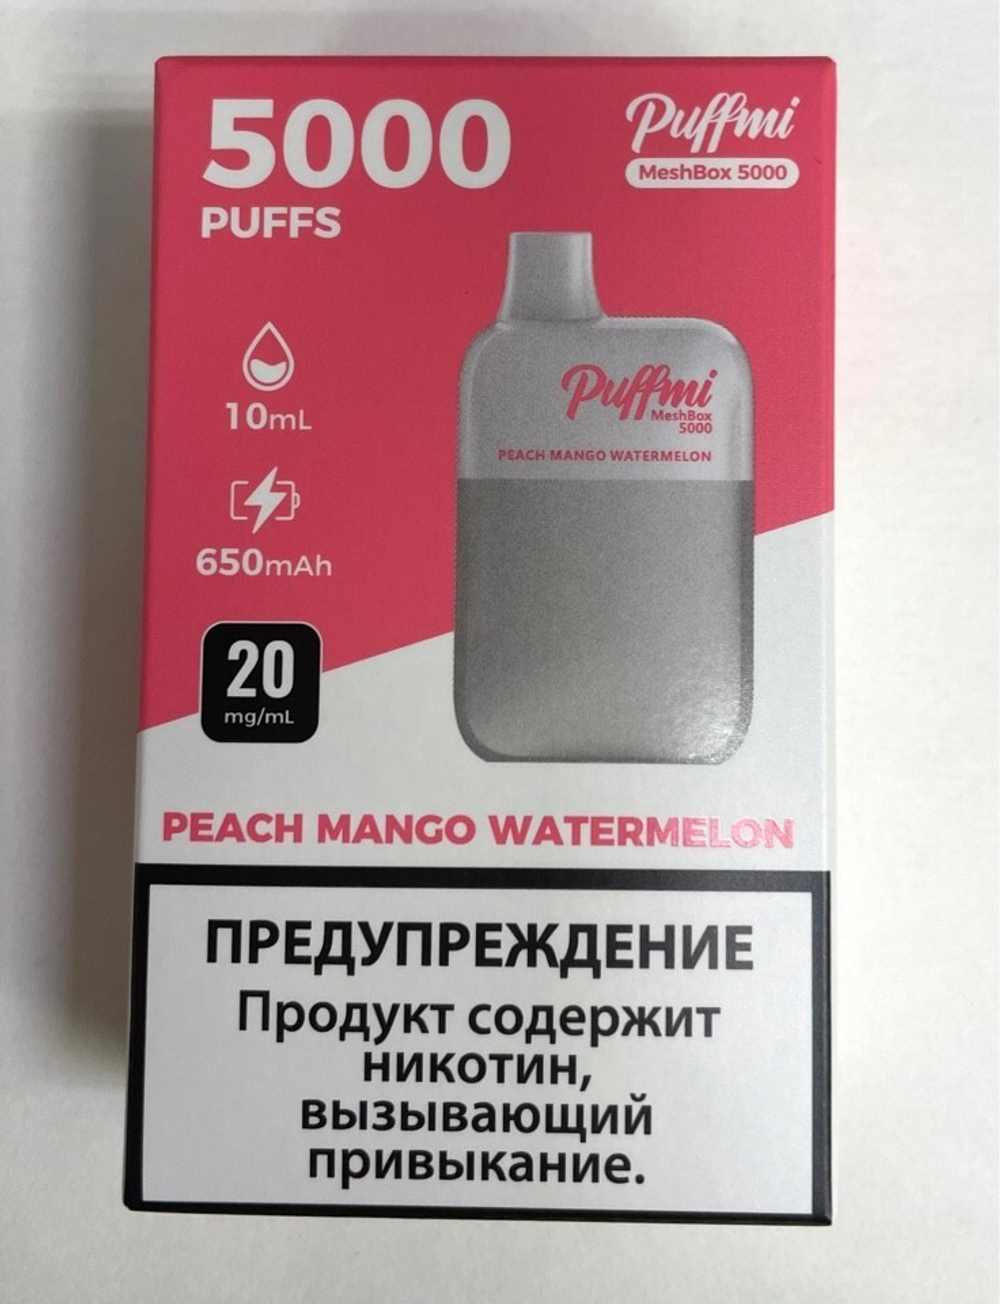 5000
PUFFS
Puffmi
MeshBox 5000
10mL
650mAh
20
mg/mL
Puffmi
MeshBox
5000
PEACH MANGO WATERMELON
PEACH MANGO WATERMELON
ПРЕДУПРЕЖДЕНИЕ
Продукт содержит
никотин,
вызывающий
привыкание.